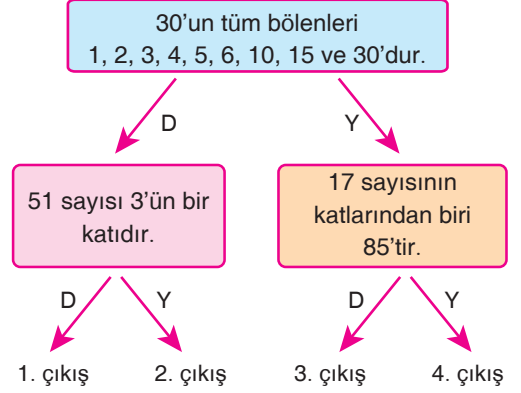 30'un tüm bölenleri
1, 2, 3, 4, 5, 6, 10, 15 ve 30'dur.
D
Y
51 sayısı 3'ün bir
katıdır.
17 sayısının
katlarından biri
85'tir.
D
Y
D
Y
1. çıkış
2. çıkış
3. çıkış
4. çıkış